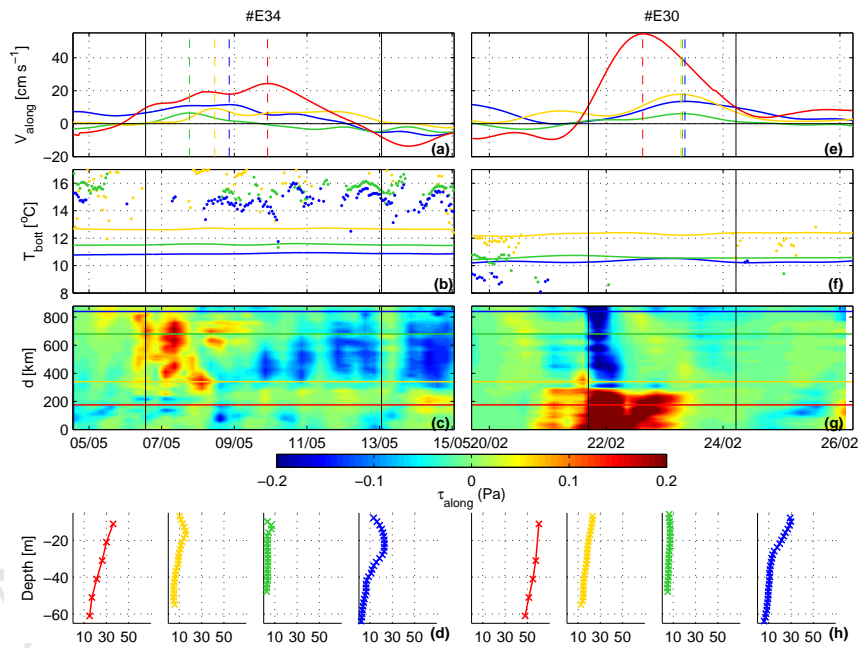 #E34
#E30
V_along [cm s⁻¹]
40
20
0
−20
(a)
(e)
T_bott [°C]
16
14
12
10
8
(b)
(f)
d [km]
800
600
400
200
0
(c)
(g)
05/05 07/05 09/05 11/05 13/05 15/05
20/02 22/02 24/02 26/02
−0.2 −0.1 0 0.1 0.2
τ_along (Pa)
Depth [m]
−20
−40
−60
(d)
(h)
10 30 50 10 30 50 10 30 50 10 30 50 10 30 50 10 30 50 10 30 50 10 30 50